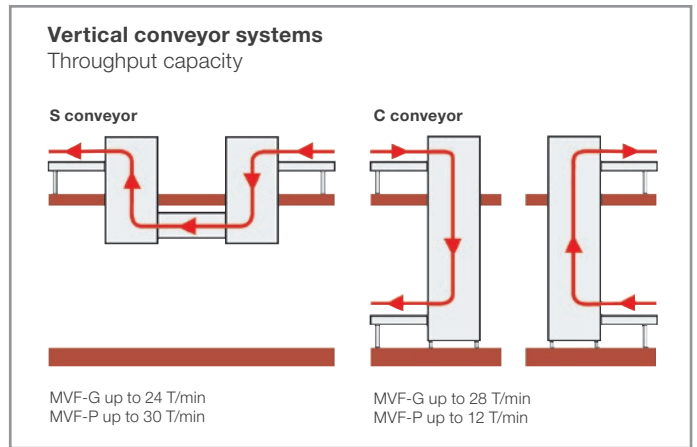 Vertical conveyor systems
Throughput capacity
S conveyor
C conveyor
MVF-G up to 24 T/min
MVF-P up to 30 T/min
MVF-G up to 28 T/min
MVF-P up to 12 T/min